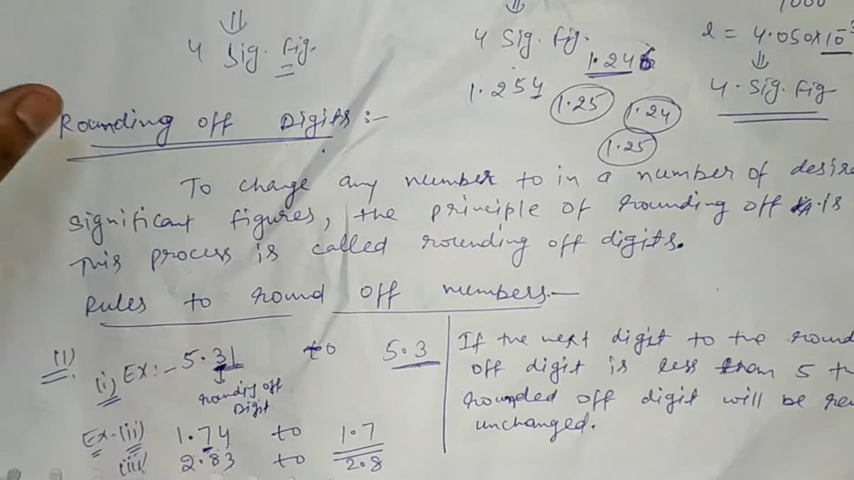 1000
4 Sig. fig.
4 Sig. fig.
l = 4.050×10
4. Sig. fig
1.246
1.254
1.25
1.24
1.25
Rounding off Digits :-
To change any number to in a number of desire
significant figures, the principle of rounding off is
This process is called rounding off digits.
Rules to round off numbers.—
(1)
(i) Ex:- 5.31 to 5.3
rounding off
Digit
Ex-(ii) 1.74 to 1.7
(iii) 2.83 to 2.8
If the next digit to the round
off digit is less than 5 th
rounded off digit will be re
unchanged.